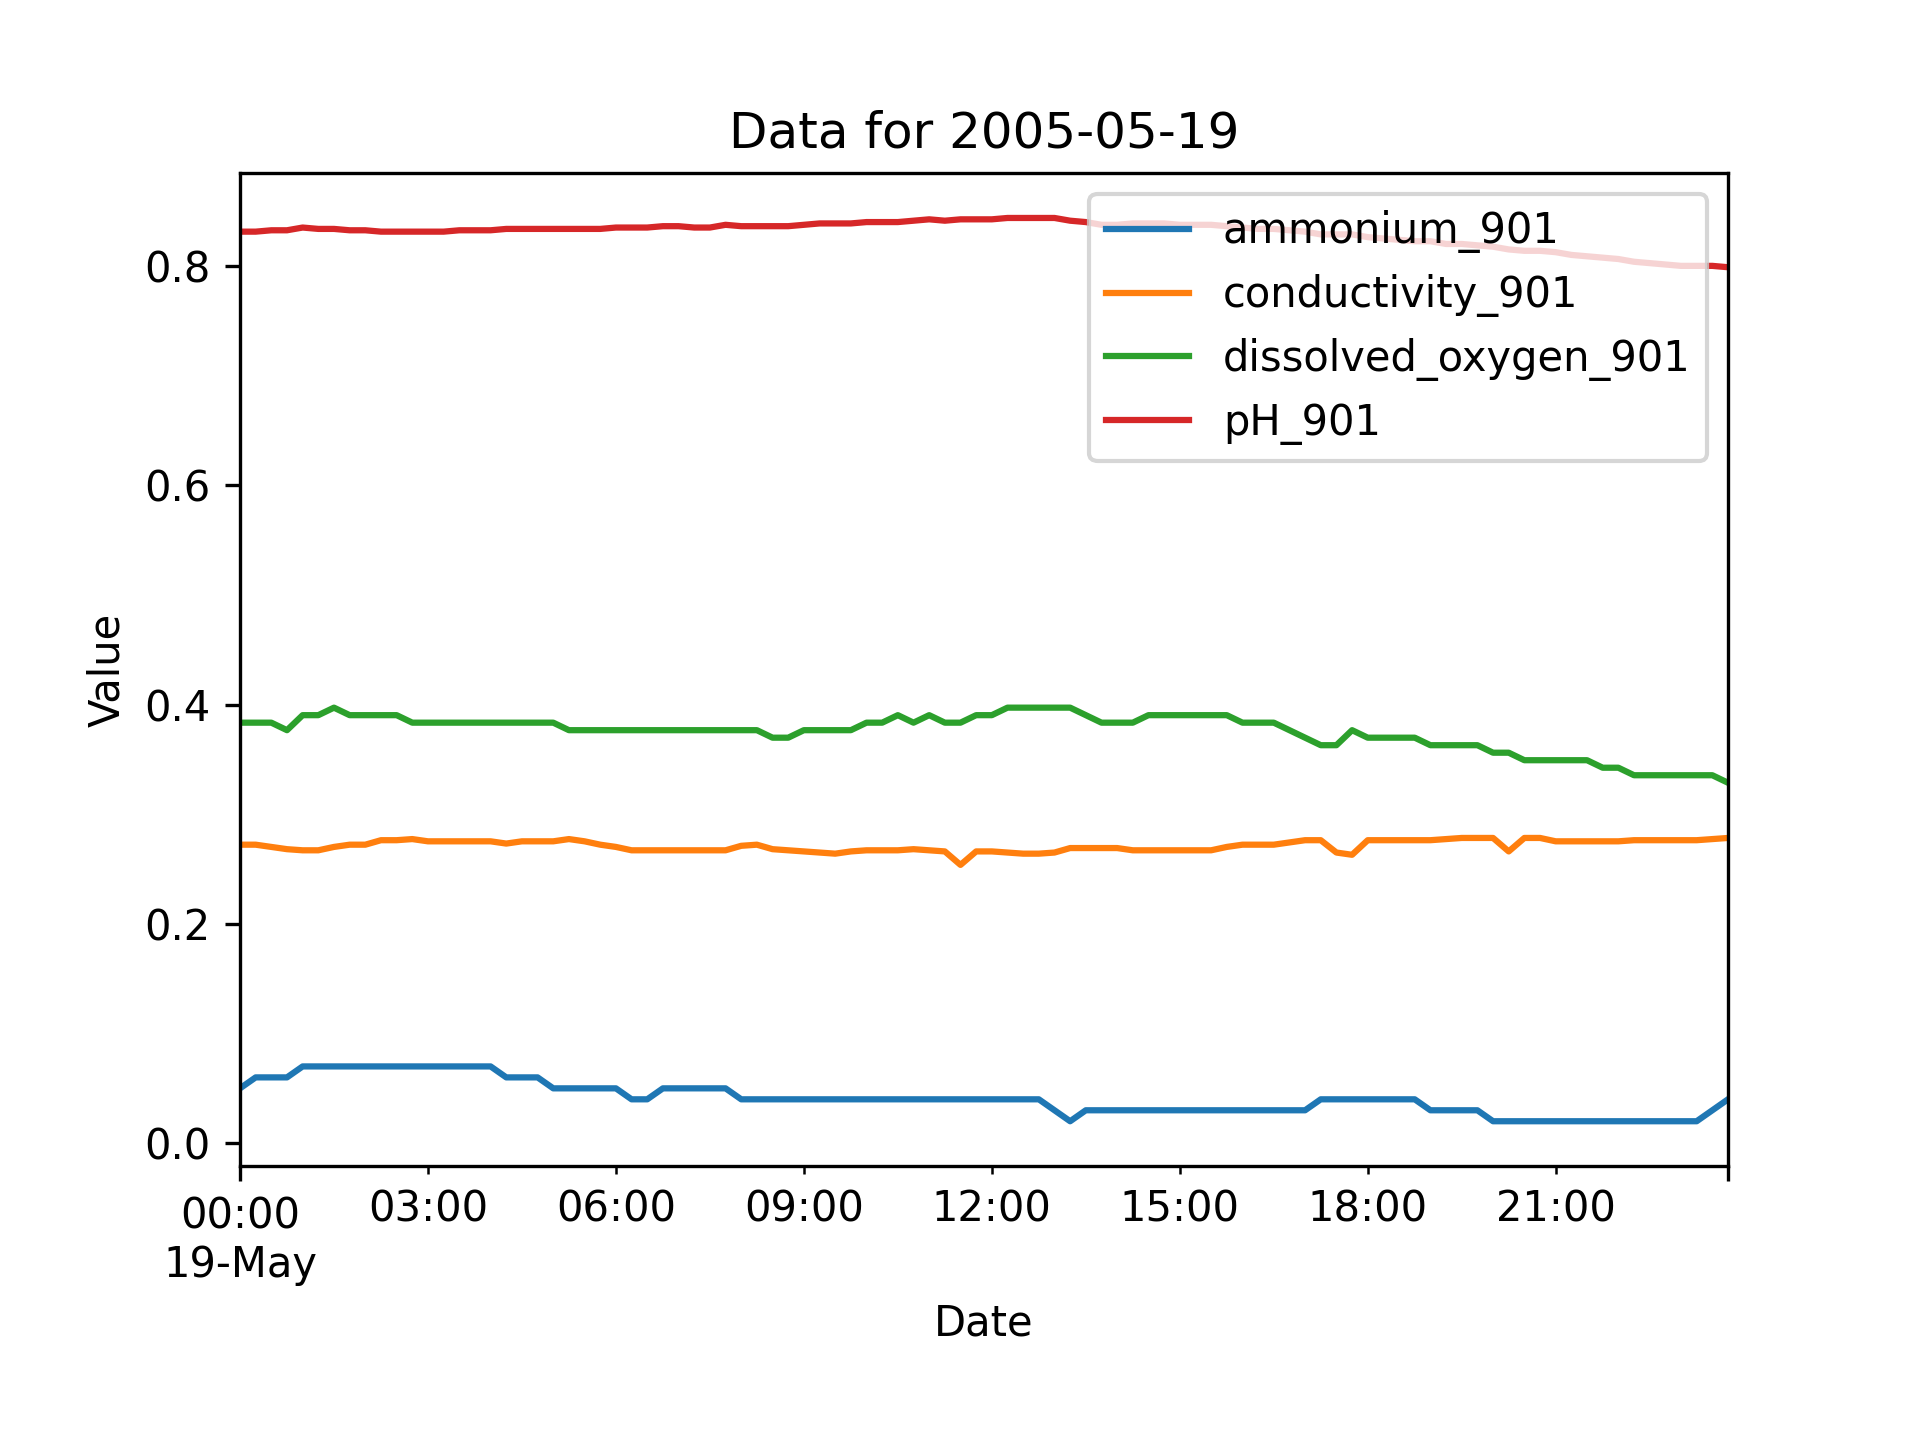 Data for 2005-05-19
ammonium_901
conductivity_901
dissolved_oxygen_901
pH_901
0.8
0.6
0.4
0.2
0.0
Value
00:00 03:00 06:00 09:00 12:00 15:00 18:00 21:00
19-May
Date